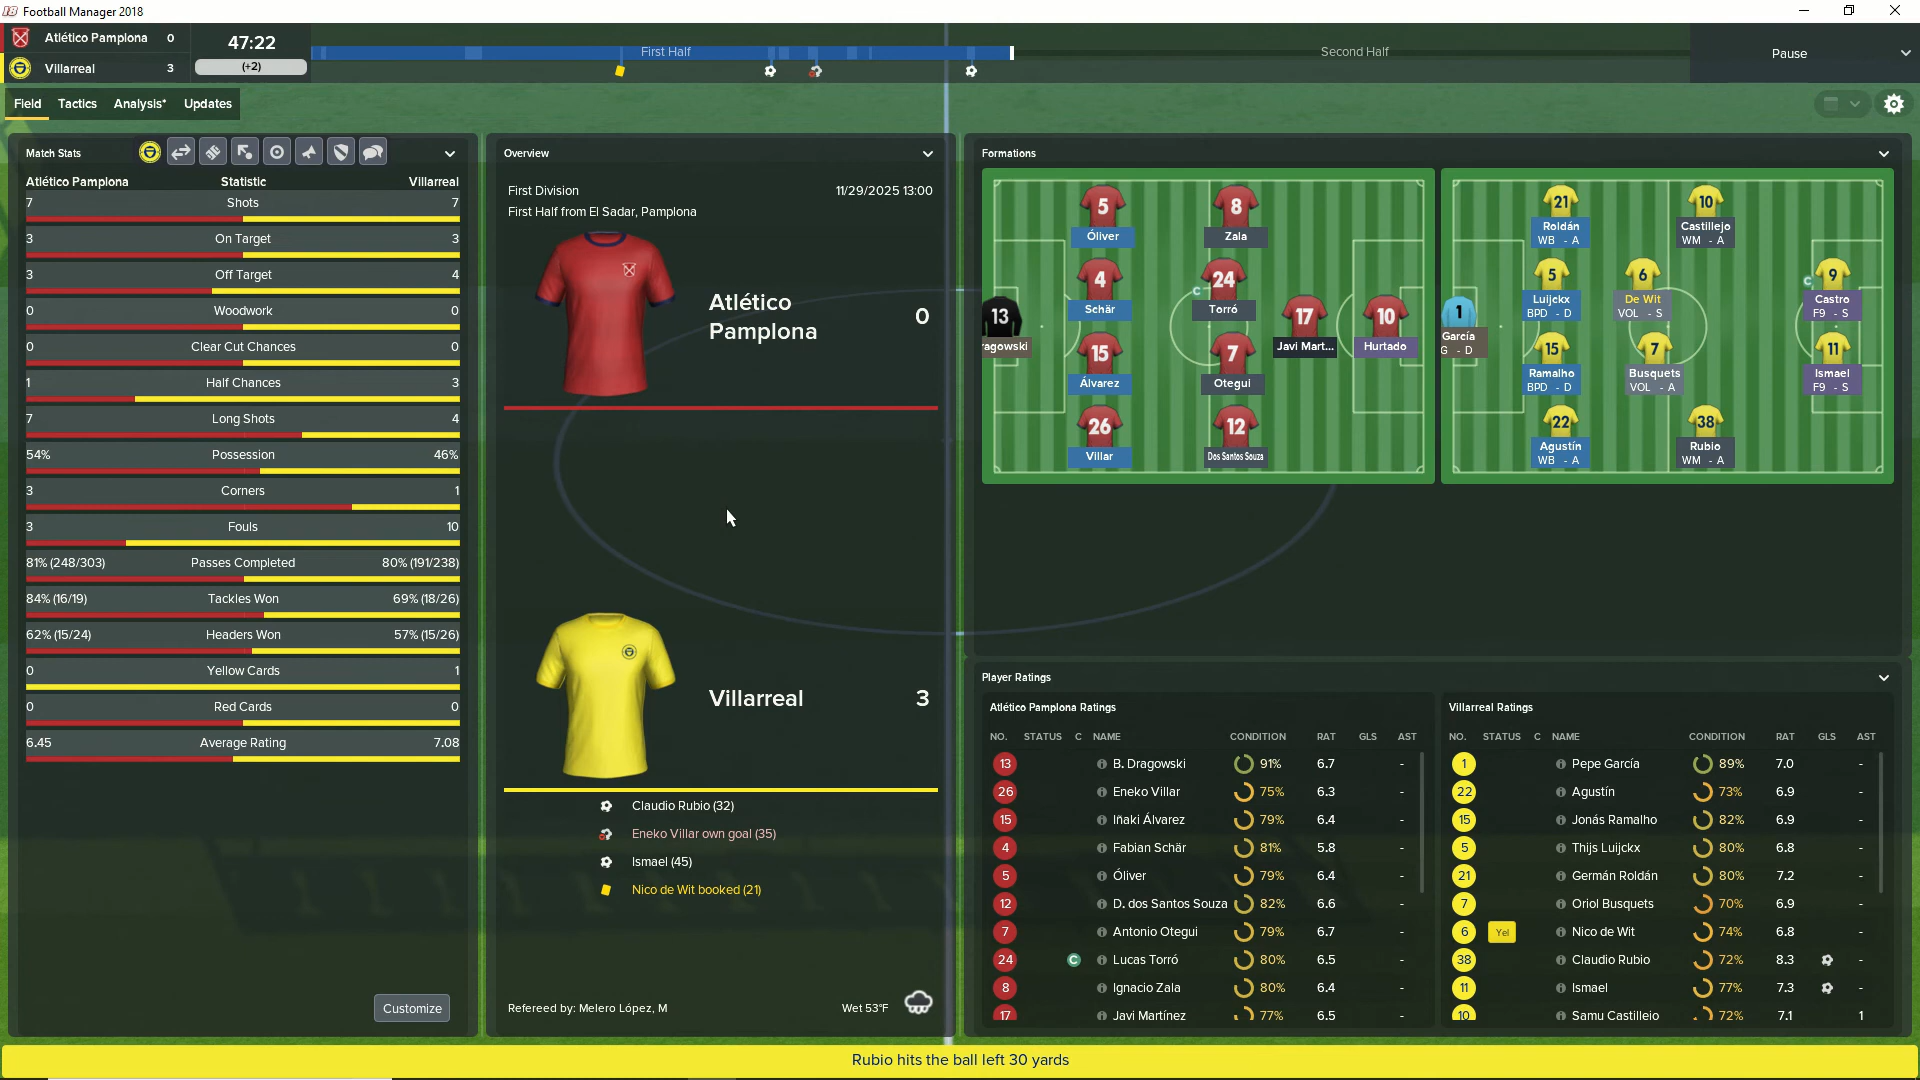 Football Manager 2018
Atlético Pamplona 0
Villarreal 3
47:22
(+2)
First Half
Second Half
Pause
Field Tactics Analysis* Updates
Match Stats
Atlético Pamplona Statistic Villarreal
7 Shots 7
3 On Target 3
3 Off Target 4
0 Woodwork 0
0 Clear Cut Chances 0
1 Half Chances 3
7 Long Shots 4
54% Possession 46%
3 Corners 1
3 Fouls 10
81% (248/303) Passes Completed 80% (191/238)
84% (16/19) Tackles Won 69% (18/26)
62% (15/24) Headers Won 57% (15/26)
0 Yellow Cards 1
0 Red Cards 0
6.45 Average Rating 7.08
Customize
Overview
First Division 11/29/2025 13:00
First Half from El Sadar, Pamplona
Atlético
Pamplona
0
Villarreal 3
Claudio Rubio (32)
Eneko Villar own goal (35)
Ismael (45)
Nico de Wit booked (21)
Refereed by: Melero López, M Wet 53°F
Formations
5
Óliver
8
Zala
4
Schär
24
C
Torró
13
ragowski
17
Javi Mart...
10
Hurtado
15
Álvarez
7
Otegui
26
Villar
12
Dos Santos Souza
21
Roldán
WB - A
10
Castillejo
WM - A
5
Luijckx
BPD - D
6
De Wit
VOL - S
C
9
Castro
F9 - S
1
García
G - D
15
Ramalho
BPD - D
7
Busquets
VOL - A
11
Ismael
F9 - S
22
Agustín
WB - A
38
Rubio
WM - A
Player Ratings
Atlético Pamplona Ratings
NO. STATUS C NAME CONDITION RAT GLS AST
13 B. Dragowski 91% 6.7 -
26 Eneko Villar 75% 6.3 -
15 Iñaki Álvarez 79% 6.4 -
4 Fabian Schär 81% 5.8 -
5 Óliver 79% 6.4 -
12 D. dos Santos Souza 82% 6.6 -
7 Antonio Otegui 79% 6.7 -
24 C Lucas Torró 80% 6.5 -
8 Ignacio Zala 80% 6.4 -
17 Javi Martínez 77% 6.5 -
Villarreal Ratings
NO. STATUS C NAME CONDITION RAT GLS AST
1 Pepe García 89% 7.0 -
22 Agustín 73% 6.9 -
15 Jonás Ramalho 82% 6.9 -
5 Thijs Luijckx 80% 6.8 -
21 Germán Roldán 80% 7.2 -
7 Oriol Busquets 70% 6.9 -
6 Yel Nico de Wit 74% 6.8 -
38 Claudio Rubio 72% 8.3 -
11 Ismael 77% 7.3 -
10 Samu Castillejo 72% 7.1 1
Rubio hits the ball left 30 yards